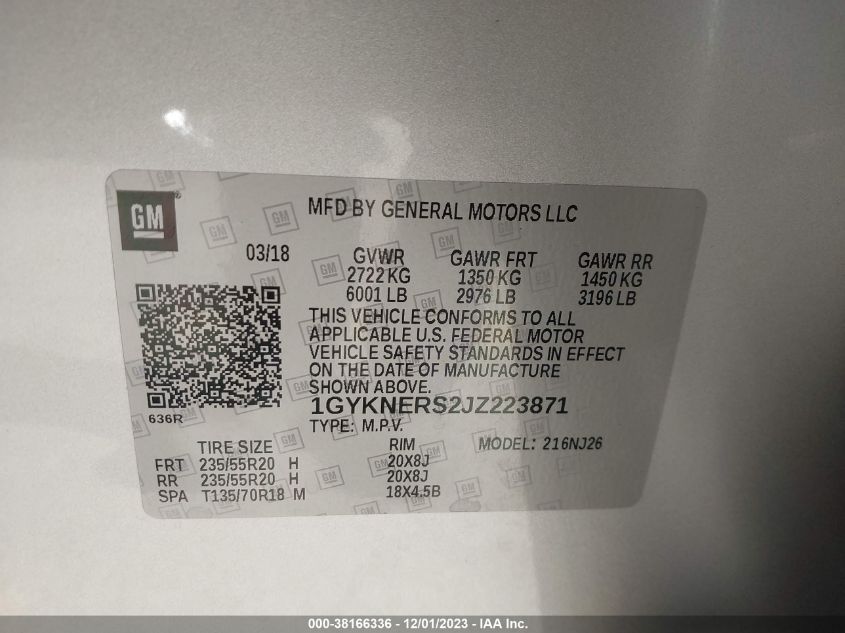 GM ®
MFD BY GENERAL MOTORS LLC
03/18
GVWR GAWR FRT GAWR RR
2722 KG 1350 KG 1450 KG
6001 LB 2976 LB 3196 LB
THIS VEHICLE CONFORMS TO ALL
APPLICABLE U.S. FEDERAL MOTOR
VEHICLE SAFETY STANDARDS IN EFFECT
ON THE DATE OF MANUFACTURE
SHOWN ABOVE.
1GYKNERS2JZ223871
636R
TYPE: M.P.V.
TIRE SIZE RIM MODEL: 216NJ26
FRT 235/55R20 H 20X8J
RR 235/55R20 H 20X8J
SPA T135/70R18 M 18X4.5B
000-38166336 - 12/01/2023 - IAA Inc.